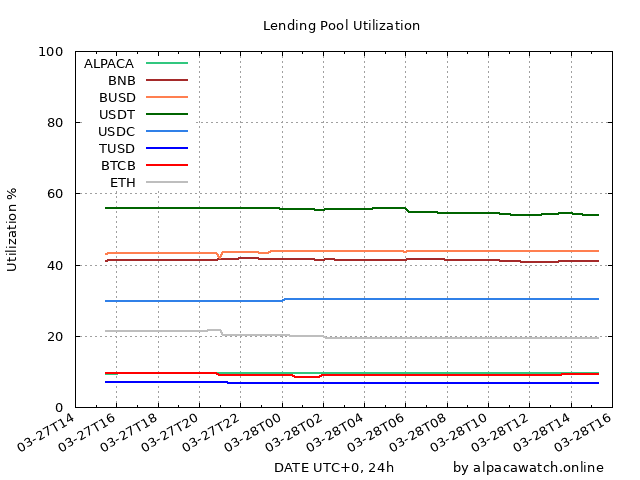 Lending Pool Utilization
100
80
60
40
20
0
Utilization %
ALPACA
BNB
BUSD
USDT
USDC
TUSD
BTCB
ETH
03-27T14
03-27T16
03-27T18
03-27T20
03-27T22
03-28T00
03-28T02
03-28T04
03-28T06
03-28T08
03-28T10
03-28T12
03-28T14
03-28T16
DATE UTC+0, 24h
by alpacawatch.online